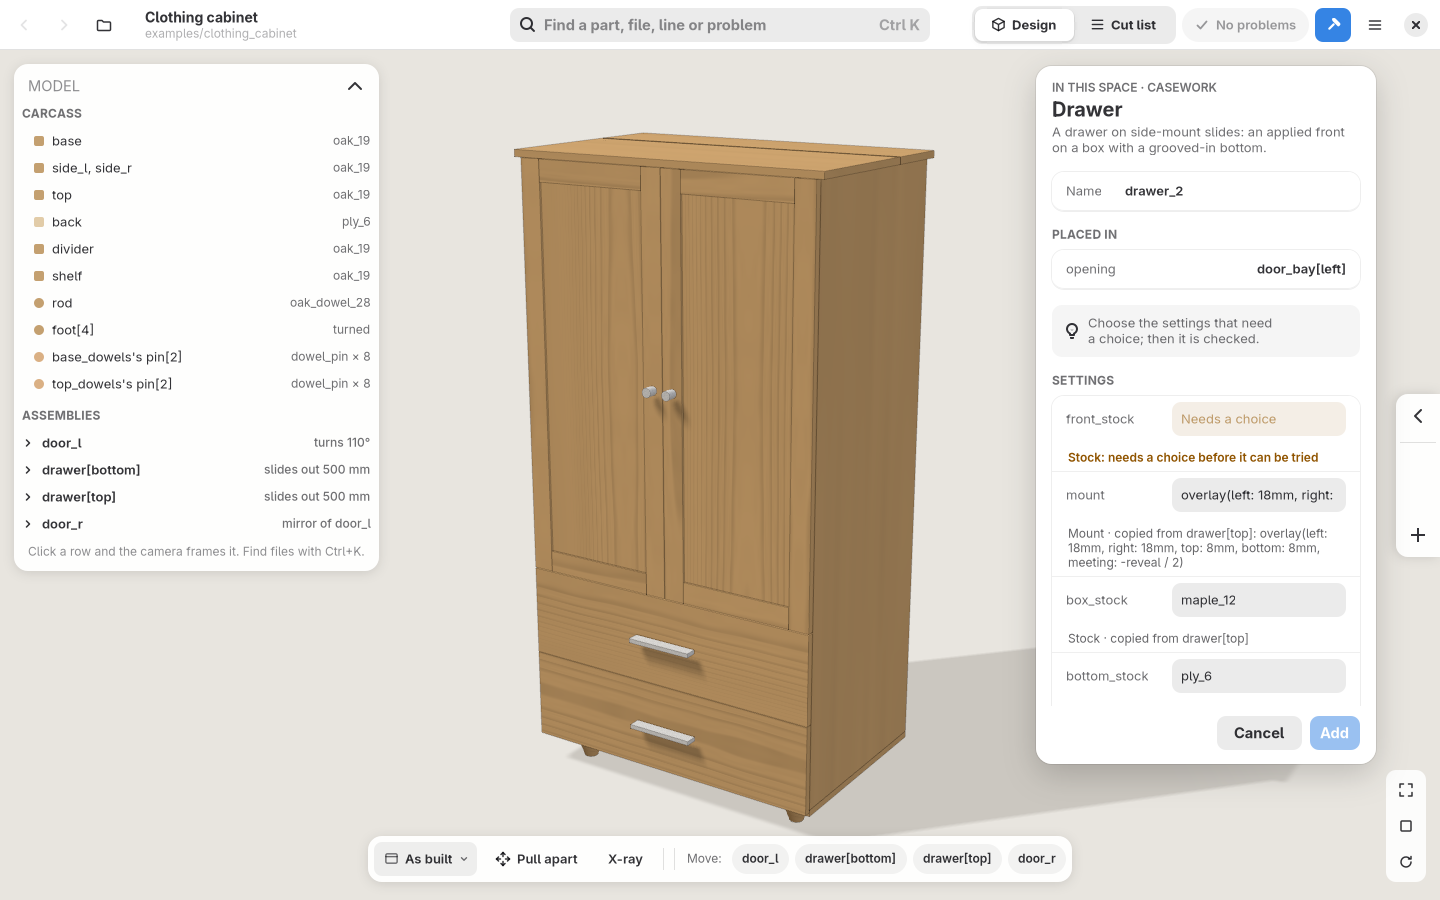 Clothing cabinet
examples/clothing_cabinet
Find a part, file, line or problem
Ctrl K
Design
Cut list
No problems
MODEL
CARCASS
base oak_19
side_l, side_r oak_19
top oak_19
back ply_6
divider oak_19
shelf oak_19
rod oak_dowel_28
foot[4] turned
base_dowels's pin[2] dowel_pin × 8
top_dowels's pin[2] dowel_pin × 8
ASSEMBLIES
door_l turns 110°
drawer[bottom] slides out 500 mm
drawer[top] slides out 500 mm
door_r mirror of door_l
Click a row and the camera frames it. Find files with Ctrl+K.
IN THIS SPACE · CASEWORK
Drawer
A drawer on side-mount slides: an applied front
on a box with a grooved-in bottom.
Name drawer_2
PLACED IN
opening door_bay[left]
Choose the settings that need
a choice; then it is checked.
SETTINGS
front_stock Needs a choice
Stock: needs a choice before it can be tried
mount overlay(left: 18mm, right:
Mount · copied from drawer[top]: overlay(left:
18mm, right: 18mm, top: 8mm, bottom: 8mm,
meeting: -reveal / 2)
box_stock maple_12
Stock · copied from drawer[top]
bottom_stock ply_6
Cancel Add
As built
Pull apart
X-ray
Move:
door_l
drawer[bottom]
drawer[top]
door_r